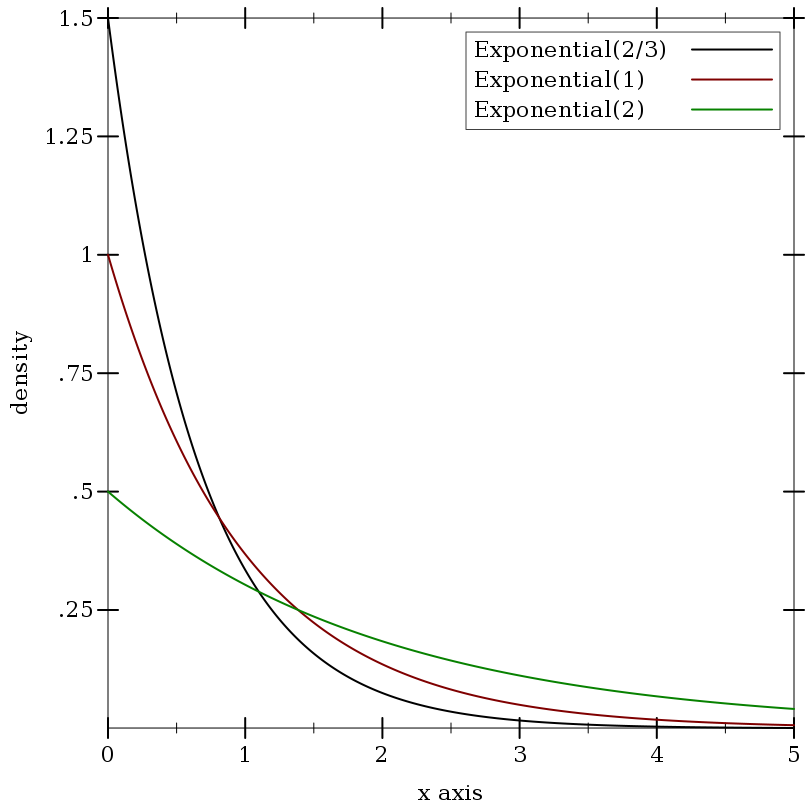 1.5
1.25
1
.75
.5
.25
density
Exponential(2/3)
Exponential(1)
Exponential(2)
0 1 2 3 4 5
x axis